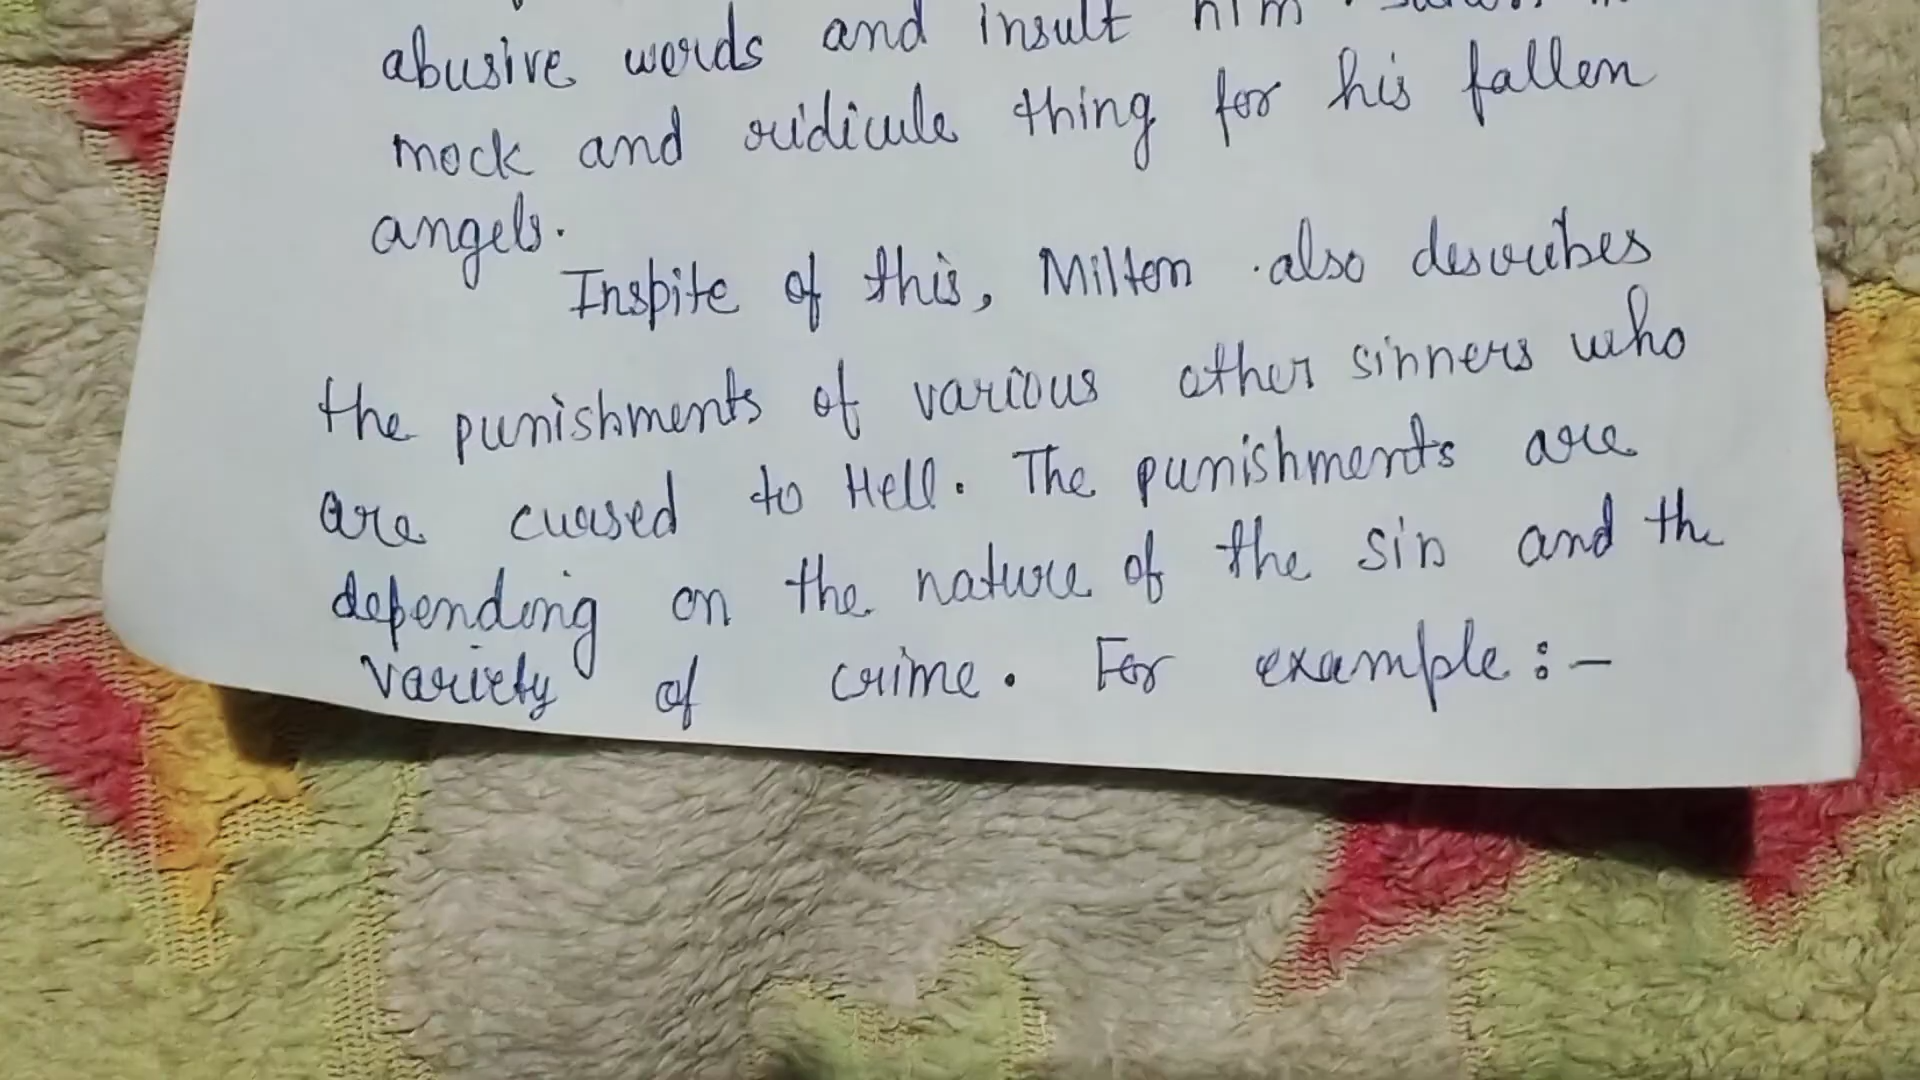 abusive words and insult him
mock and ridicule thing for his fallen
angels.
Inspite of this, Milton also describes
the punishments of various other sinners who
are cursed to Hell. The punishments are
depending on the nature of the sin and the
variety of crime. For example :-